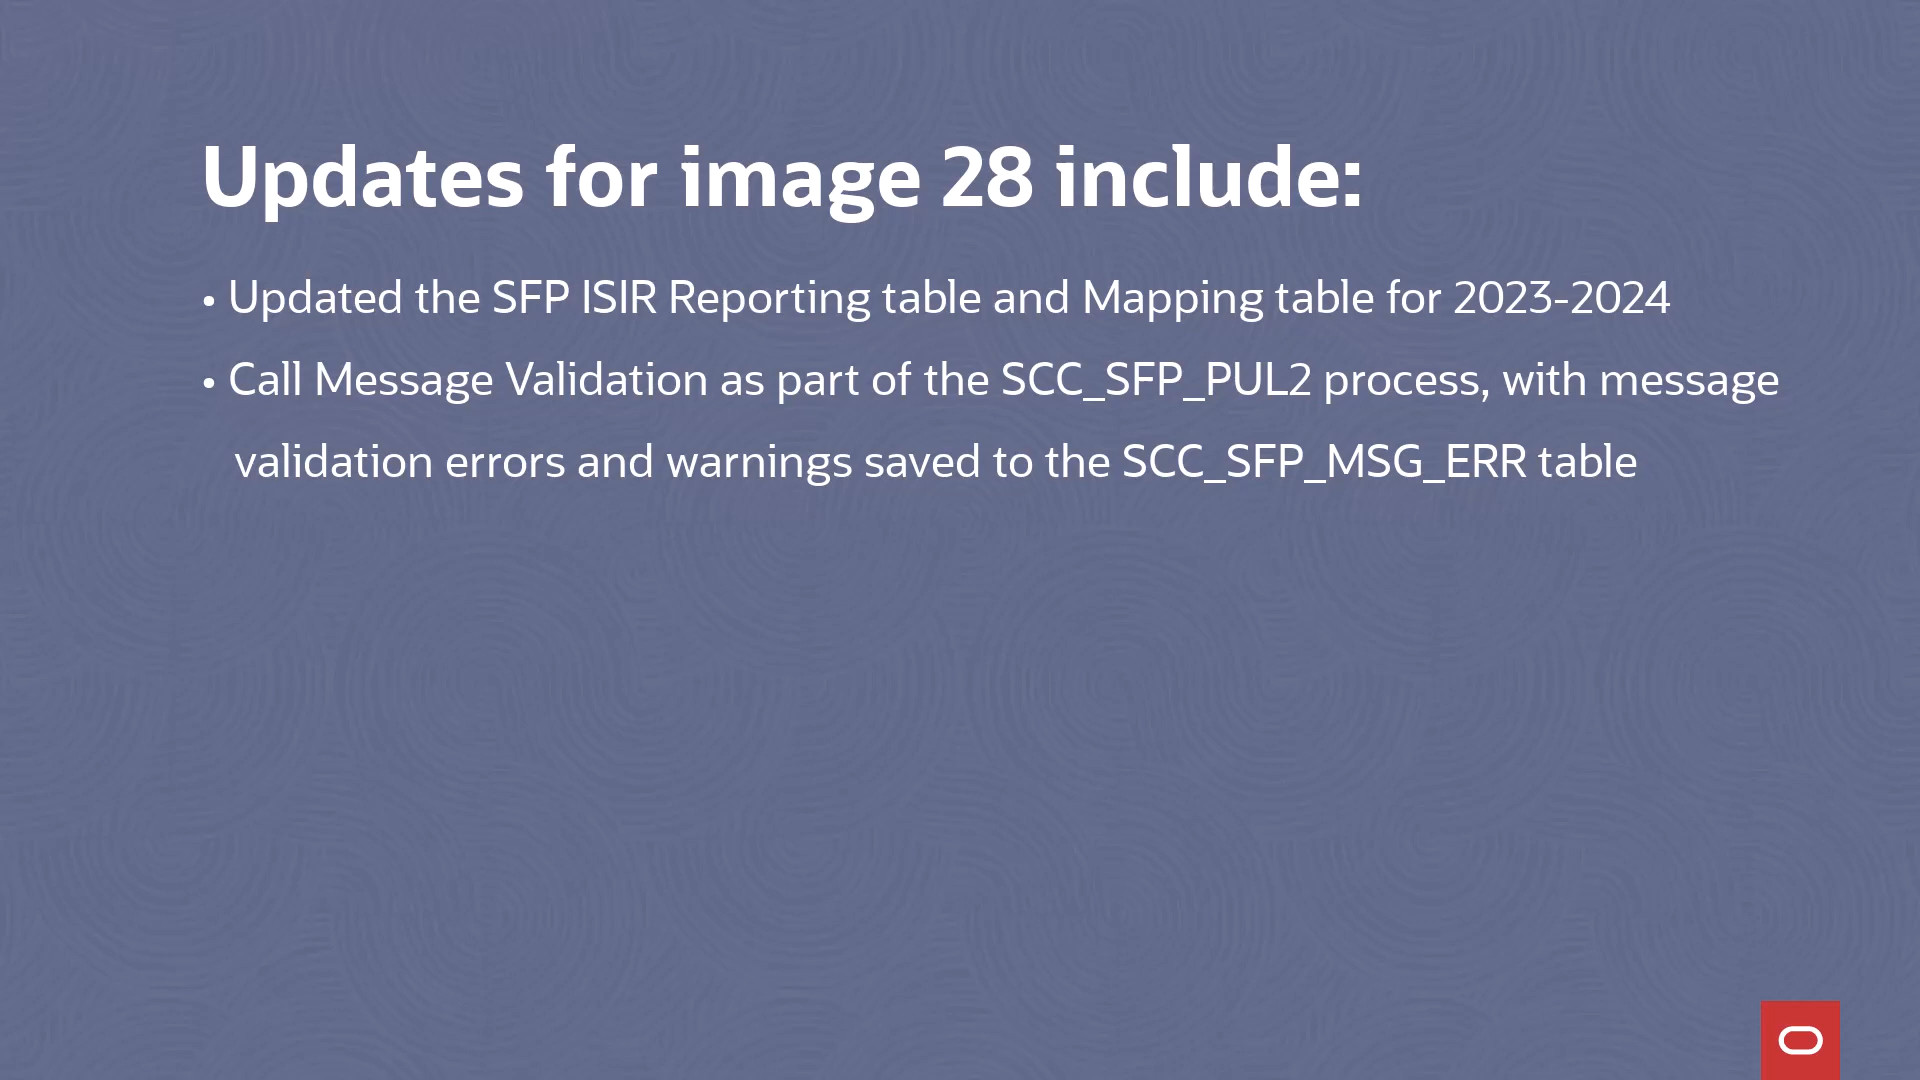 Updates for image 28 include:
• Updated the SFP ISIR Reporting table and Mapping table for 2023-2024
• Call Message Validation as part of the SCC_SFP_PUL2 process, with message
validation errors and warnings saved to the SCC_SFP_MSG_ERR table